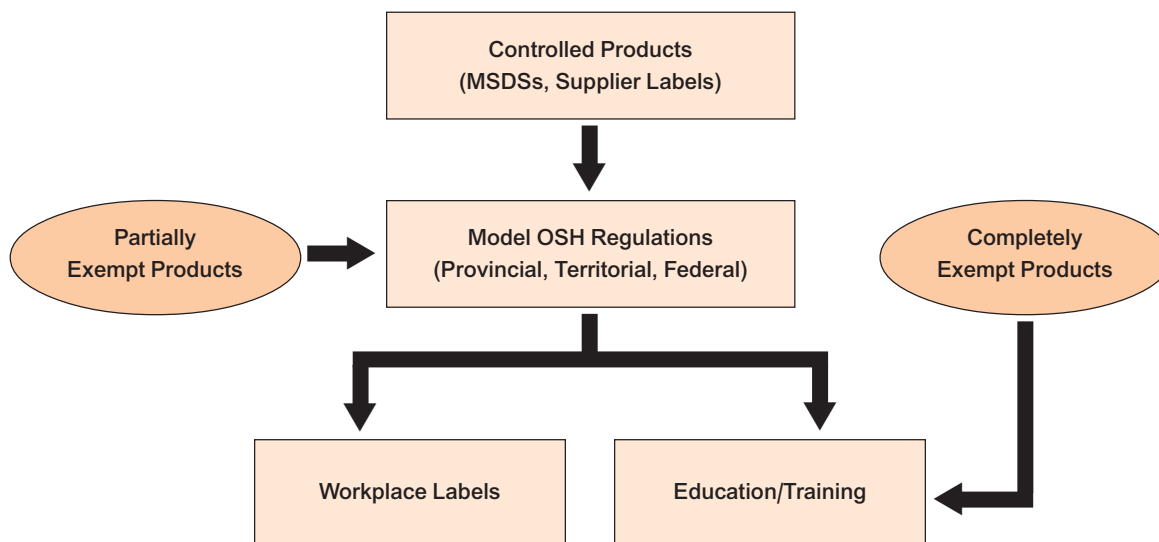 Controlled Products
(MSDSs, Supplier Labels)
Partially
Exempt Products
Model OSH Regulations
(Provincial, Territorial, Federal)
Completely
Exempt Products
Workplace Labels
Education/Training